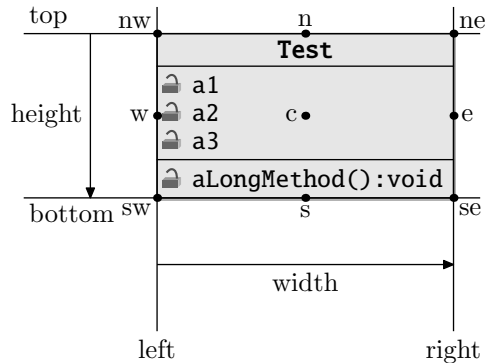 top
nw
n
ne
Test
a1
height
w
a2
c
e
a3
aLongMethod():void
bottom
sw
s
se
width
left
right